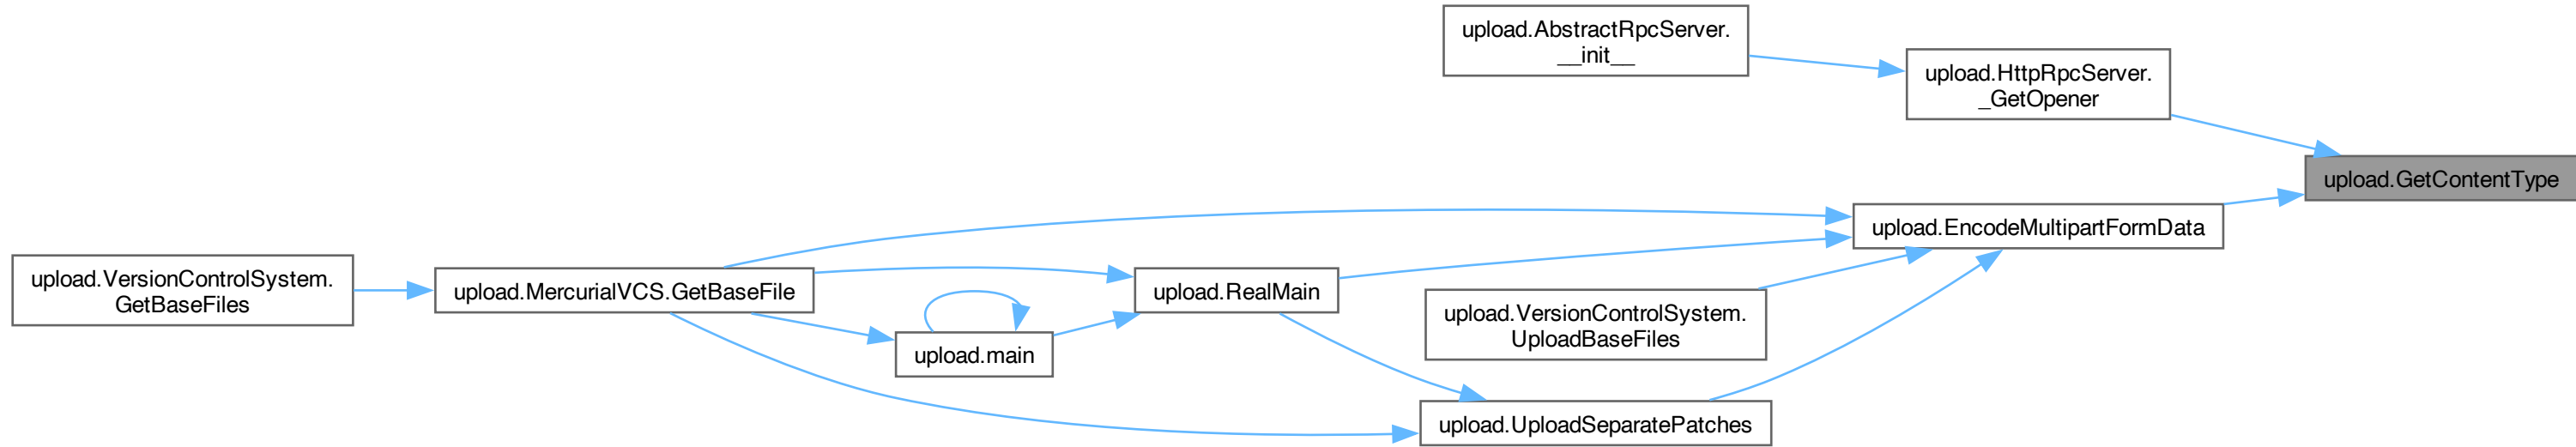 upload.AbstractRpcServer.
__init__
upload.HttpRpcServer.
_GetOpener
upload.GetContentType
upload.EncodeMultipartFormData
upload.VersionControlSystem.
GetBaseFiles
upload.MercurialVCS.GetBaseFile
upload.RealMain
upload.VersionControlSystem.
UploadBaseFiles
upload.main
upload.UploadSeparatePatches